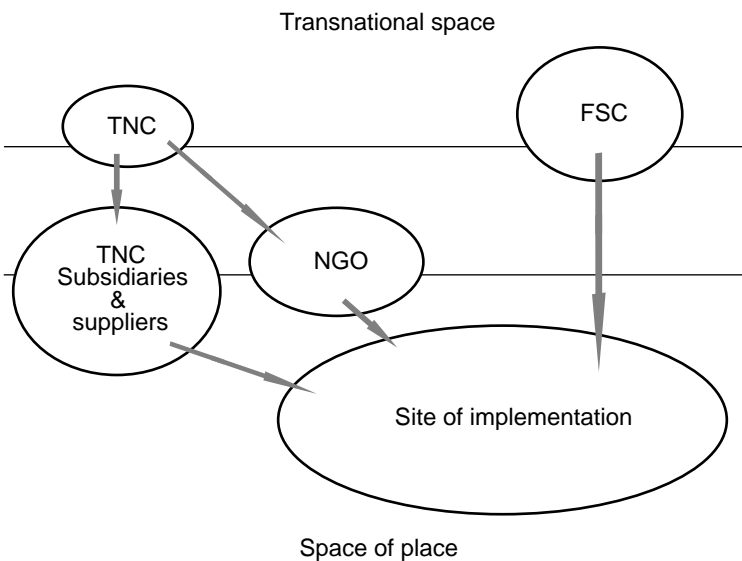 Transnational space
TNC
FSC
TNC
Subsidiaries
&
suppliers
NGO
Site of implementation
Space of place